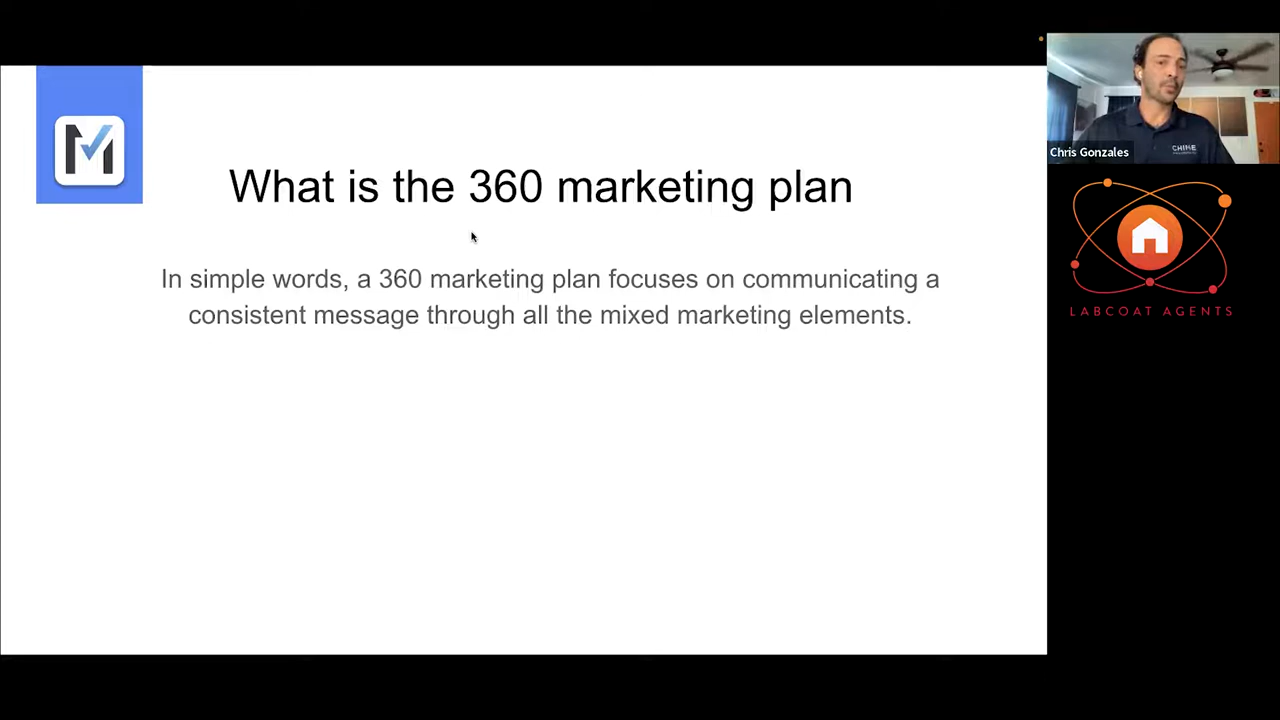 M
What is the 360 marketing plan
In simple words, a 360 marketing plan focuses on communicating a
consistent message through all the mixed marketing elements.
CHIME
Chris Gonzales
LABCOAT AGENTS